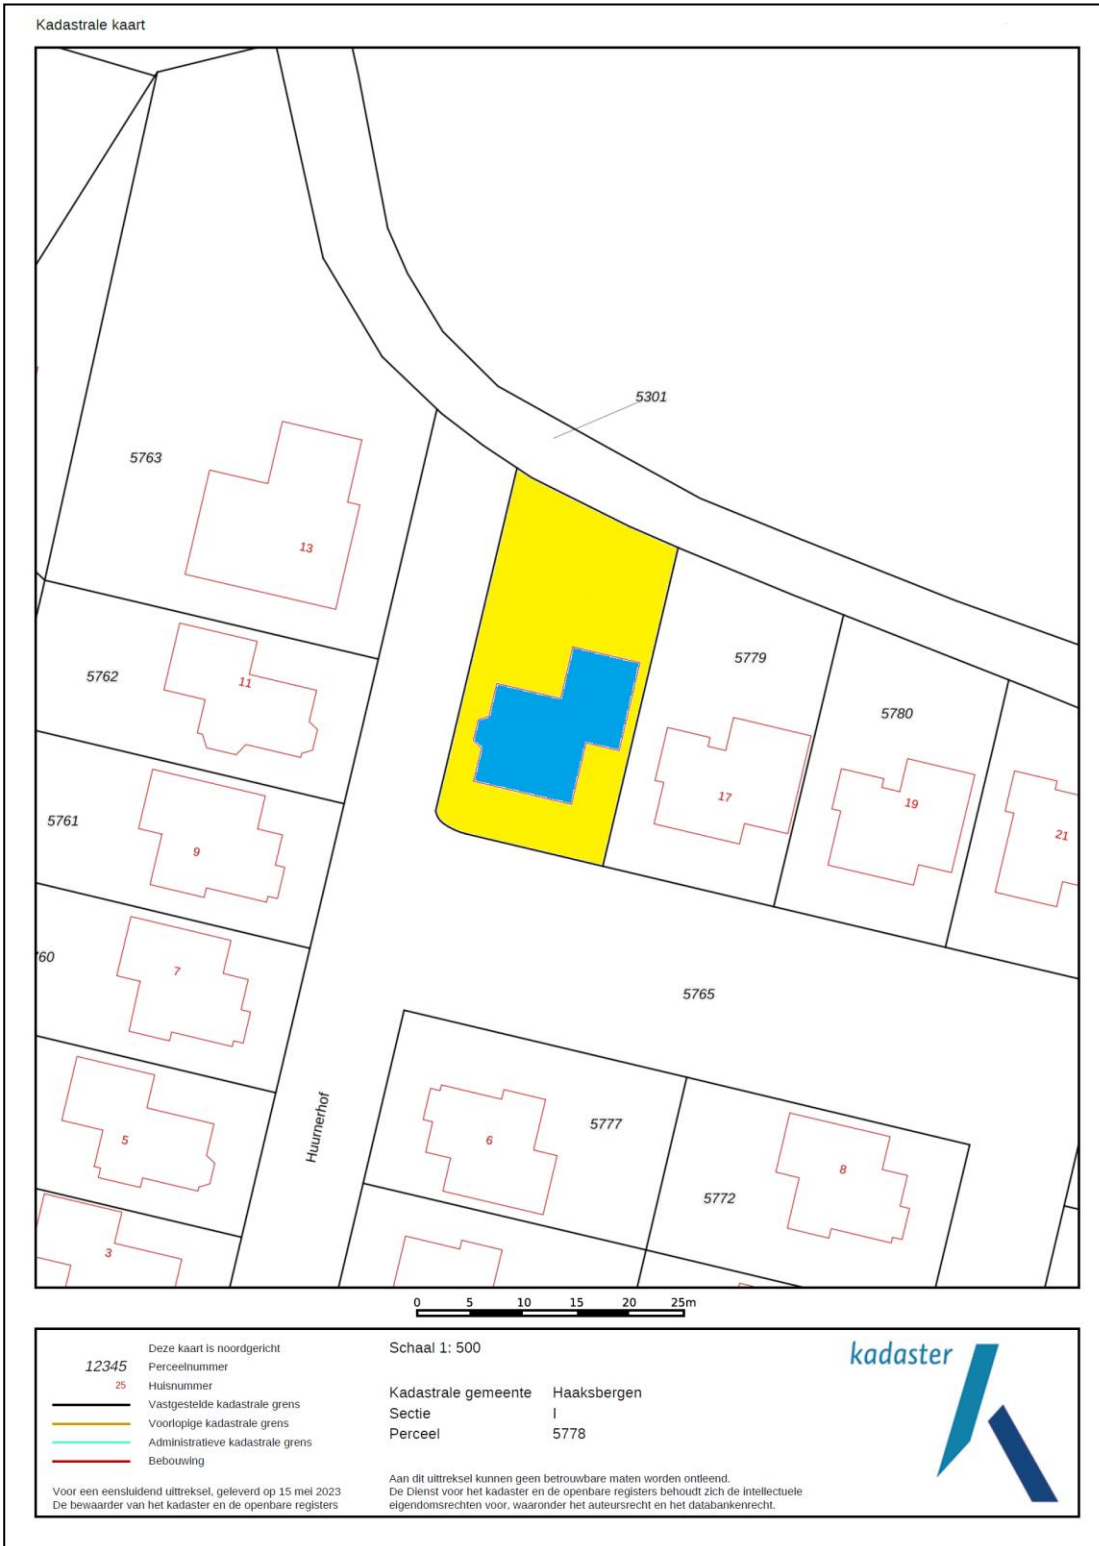 Kadastrale kaart
5301
5763
13
5762
11
5779
5780
17
19
21
5761
9
760
7
5765
Huurnerhof
5
6
5777
8
5772
3
0 5 10 15 20 25m
Deze kaart is noordgericht
12345 Perceelnummer
25 Huisnummer
Vastgestelde kadastrale grens
Voorlopige kadastrale grens
Administratieve kadastrale grens
Bebouwing
Voor een eensluidend uittreksel, geleverd op 15 mei 2023
De bewaarder van het kadaster en de openbare registers
Schaal 1: 500
Kadastrale gemeente Haaksbergen
Sectie I
Perceel 5778
Aan dit uittreksel kunnen geen betrouwbare maten worden ontleend.
De Dienst voor het kadaster en de openbare registers behoudt zich de intellectuele
eigendomsrechten voor, waaronder het auteursrecht en het databankenrecht.
kadaster